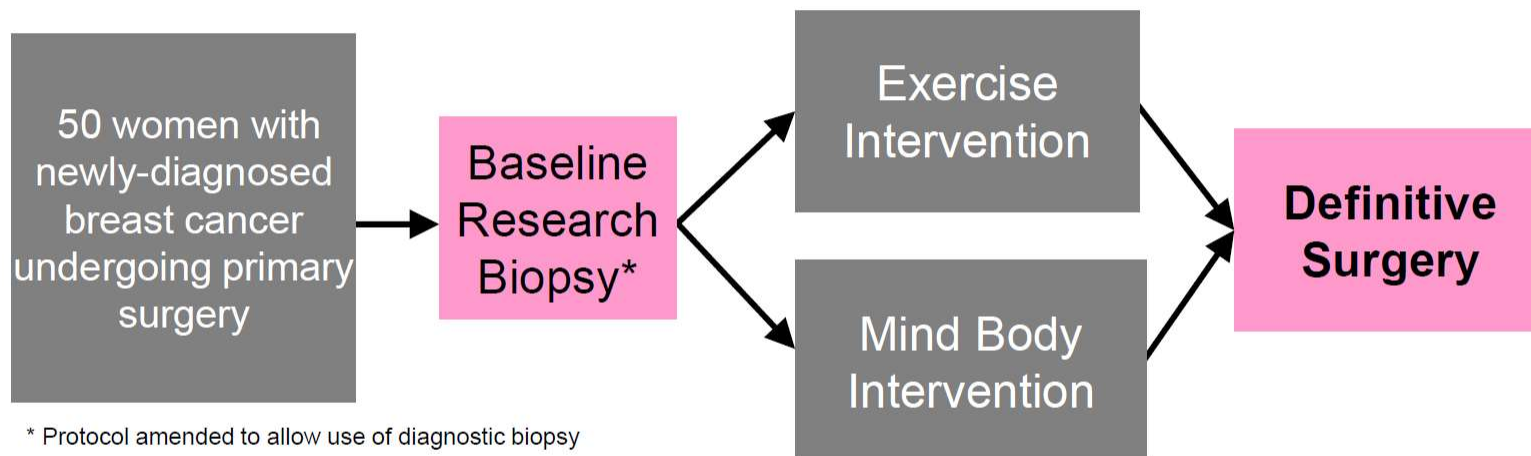 50 women with
newly-diagnosed
breast cancer
undergoing primary
surgery
Baseline
Research
Biopsy*
Exercise
Intervention
Mind Body
Intervention
Definitive
Surgery
* Protocol amended to allow use of diagnostic biopsy